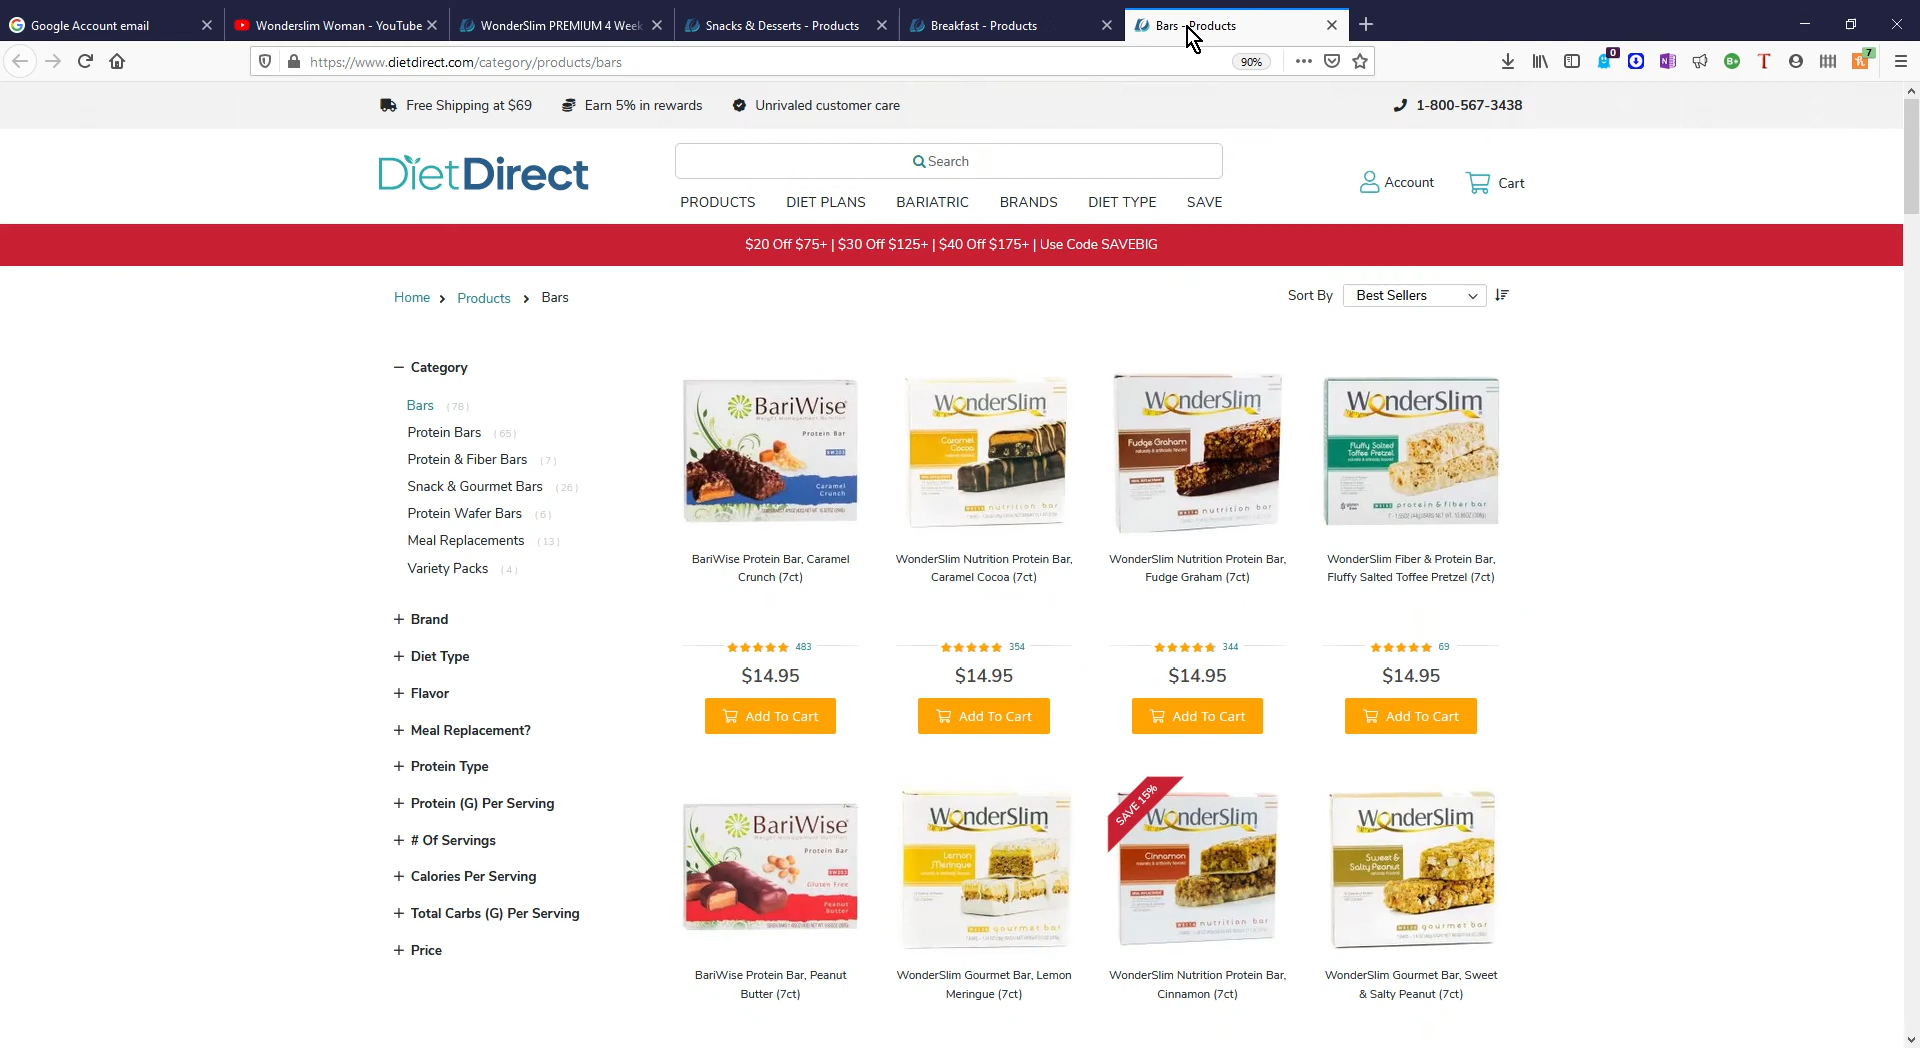 Google Account email
Wonderslim Woman - YouTube
WonderSlim PREMIUM 4 Week
Snacks & Desserts - Products
Breakfast - Products
Bars - Products
https://www.dietdirect.com/category/products/bars
90%
0
7
Free Shipping at $69
Earn 5% in rewards
Unrivaled customer care
1-800-567-3438
DietDirect
Search
Account
Cart
PRODUCTS
DIET PLANS
BARIATRIC
BRANDS
DIET TYPE
SAVE
$20 Off $75+ | $30 Off $125+ | $40 Off $175+ | Use Code SAVEBIG
Home
Products
Bars
Sort By
Best Sellers
Category
Bars (78)
Protein Bars (65)
Protein & Fiber Bars (7)
Snack & Gourmet Bars (26)
Protein Wafer Bars (6)
Meal Replacements (13)
Variety Packs (4)
Brand
Diet Type
Flavor
Meal Replacement?
Protein Type
Protein (G) Per Serving
# Of Servings
Calories Per Serving
Total Carbs (G) Per Serving
Price
BariWise
Protein Bar
Caramel
Crunch
WonderSlim
Caramel
Cocoa
nutrition bar
WonderSlim
Fudge Graham
nutrition bar
WonderSlim
Fluffy Salted
Toffee Pretzel
protein & fiber bar
BariWise Protein Bar, Caramel
Crunch (7ct)
WonderSlim Nutrition Protein Bar,
Caramel Cocoa (7ct)
WonderSlim Nutrition Protein Bar,
Fudge Graham (7ct)
WonderSlim Fiber & Protein Bar,
Fluffy Salted Toffee Pretzel (7ct)
483
354
344
69
$14.95
$14.95
$14.95
$14.95
Add To Cart
Add To Cart
Add To Cart
Add To Cart
BariWise
Protein Bar
Gluten Free
Peanut
Butter
WonderSlim
Lemon
Meringue
gourmet bar
SAVE 15%
WonderSlim
Cinnamon
nutrition bar
WonderSlim
Sweet &
Salty Peanut
gourmet bar
BariWise Protein Bar, Peanut
Butter (7ct)
WonderSlim Gourmet Bar, Lemon
Meringue (7ct)
WonderSlim Nutrition Protein Bar,
Cinnamon (7ct)
WonderSlim Gourmet Bar, Sweet
& Salty Peanut (7ct)